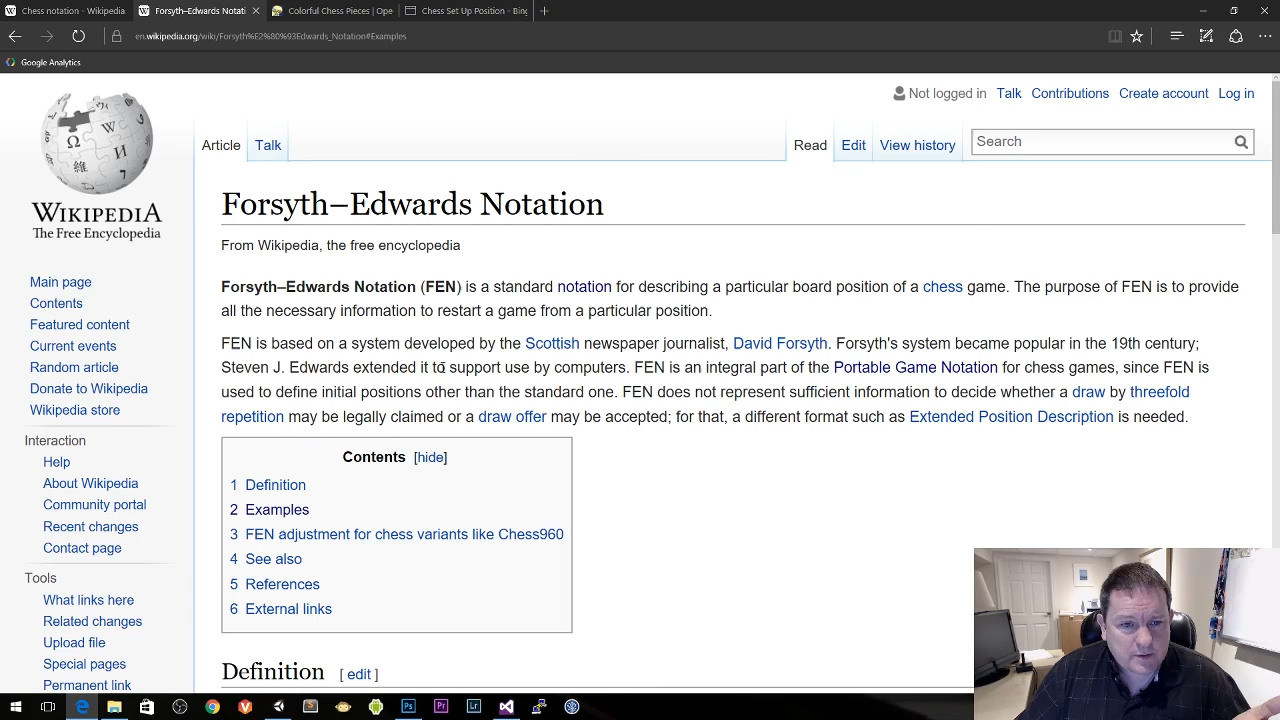 Chess notation - Wikipedia
Forsyth–Edwards Notati
Colorful Chess Pieces | Ope
Chess Set Up Position - Bing
en.wikipedia.org/wiki/Forsyth%E2%80%93Edwards_Notation#Examples
Google Analytics
Not logged in Talk Contributions Create account Log in
Article Talk Read Edit View history Search
WIKIPEDIA
The Free Encyclopedia
Main page
Contents
Featured content
Current events
Random article
Donate to Wikipedia
Wikipedia store
Interaction
Help
About Wikipedia
Community portal
Recent changes
Contact page
Tools
What links here
Related changes
Upload file
Special pages
Permanent link
Forsyth–Edwards Notation
From Wikipedia, the free encyclopedia
Forsyth–Edwards Notation (FEN) is a standard notation for describing a particular board position of a chess game. The purpose of FEN is to provide
all the necessary information to restart a game from a particular position.
FEN is based on a system developed by the Scottish newspaper journalist, David Forsyth. Forsyth's system became popular in the 19th century;
Steven J. Edwards extended it to support use by computers. FEN is an integral part of the Portable Game Notation for chess games, since FEN is
used to define initial positions other than the standard one. FEN does not represent sufficient information to decide whether a draw by threefold
repetition may be legally claimed or a draw offer may be accepted; for that, a different format such as Extended Position Description is needed.
Contents [hide]
1 Definition
2 Examples
3 FEN adjustment for chess variants like Chess960
4 See also
5 References
6 External links
Definition [ edit ]